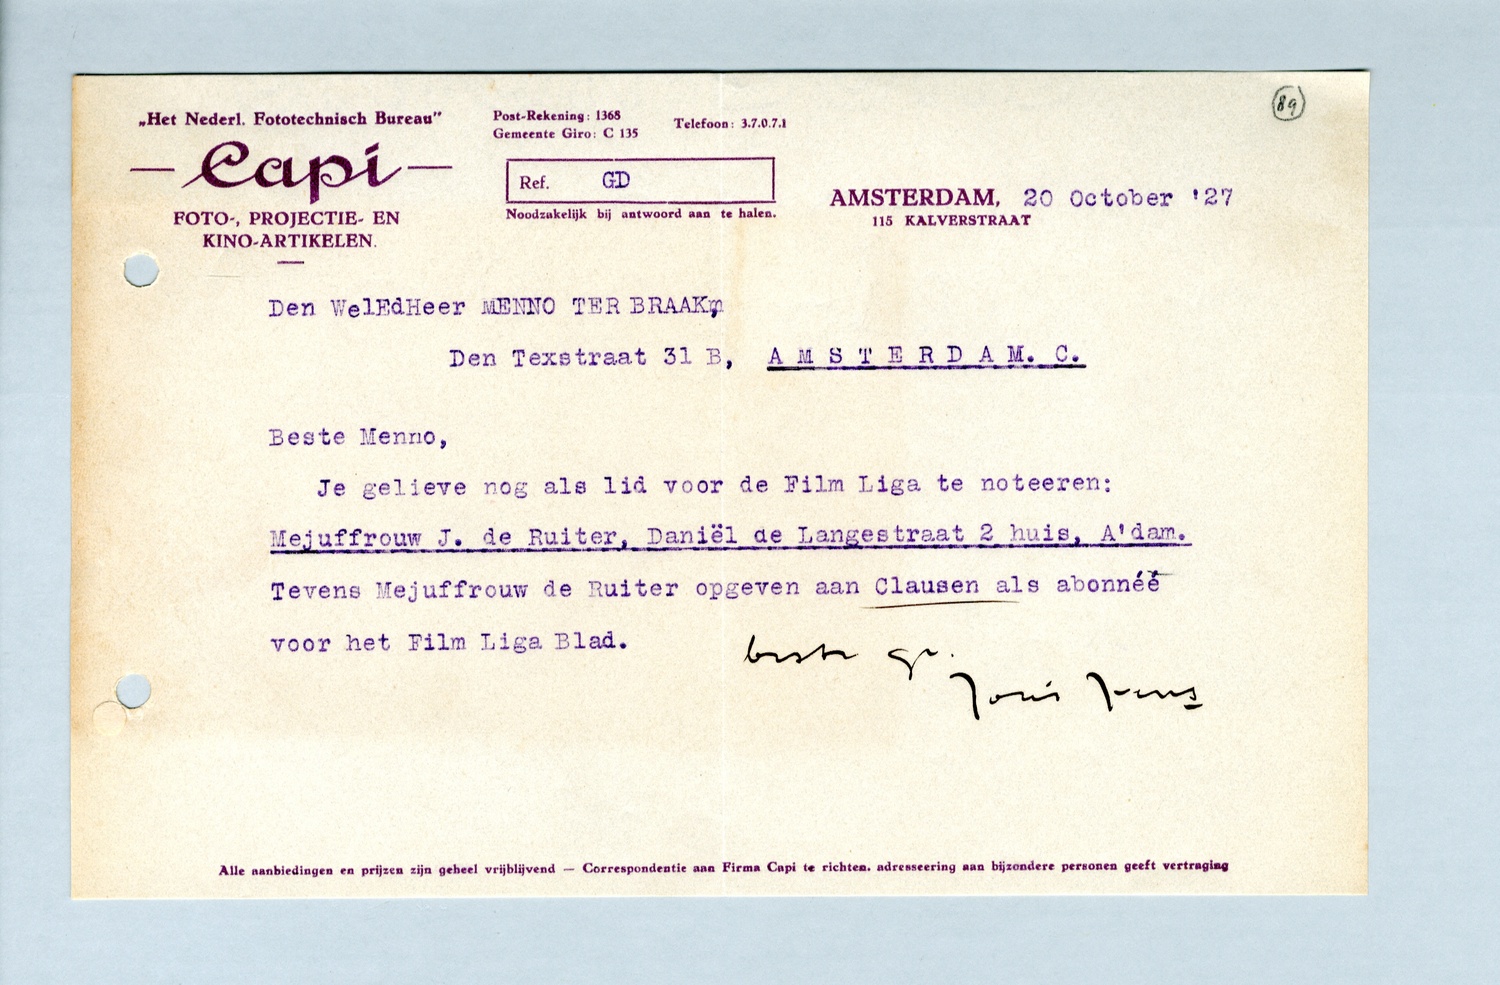 „Het Nederl. Fototechnisch Bureau"
Capi
FOTO-, PROJECTIE- EN
KINO-ARTIKELEN.
Post-Rekening: 1368
Gemeente Giro: C 135
Telefoon: 3.7.0.7.1
Ref. GD
Noodzakelijk bij antwoord aan te halen.
89
AMSTERDAM, 20 October '27
115 KALVERSTRAAT
Den WelEdHeer MENNO TER BRAAK,
Den Texstraat 31 B, A M S T E R D A M. C.
Beste Menno,
Je gelieve nog als lid voor de Film Liga te noteeren:
Mejuffrouw J. de Ruiter, Daniël de Langestraat 2 huis, A'dam.
Tevens Mejuffrouw de Ruiter opgeven aan Clausen als abonnéé
voor het Film Liga Blad.
beste gr.
Joris Ivens
Alle aanbiedingen en prijzen zijn geheel vrijblijvend — Correspondentie aan Firma Capi te richten. adresseering aan bijzondere personen geeft vertraging